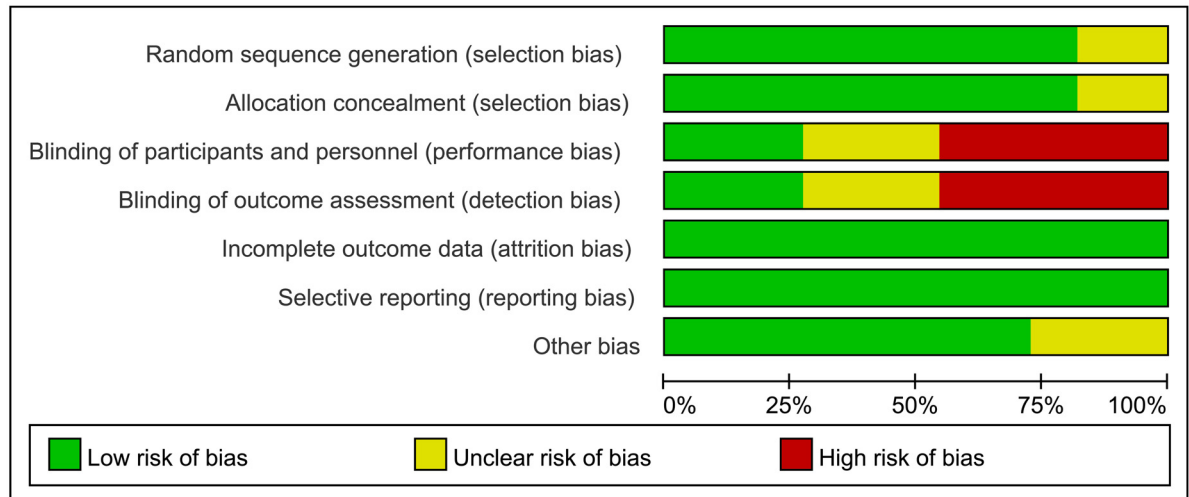 Random sequence generation (selection bias)
Allocation concealment (selection bias)
Blinding of participants and personnel (performance bias)
Blinding of outcome assessment (detection bias)
Incomplete outcome data (attrition bias)
Selective reporting (reporting bias)
Other bias
0% 25% 50% 75% 100%
Low risk of bias Unclear risk of bias High risk of bias